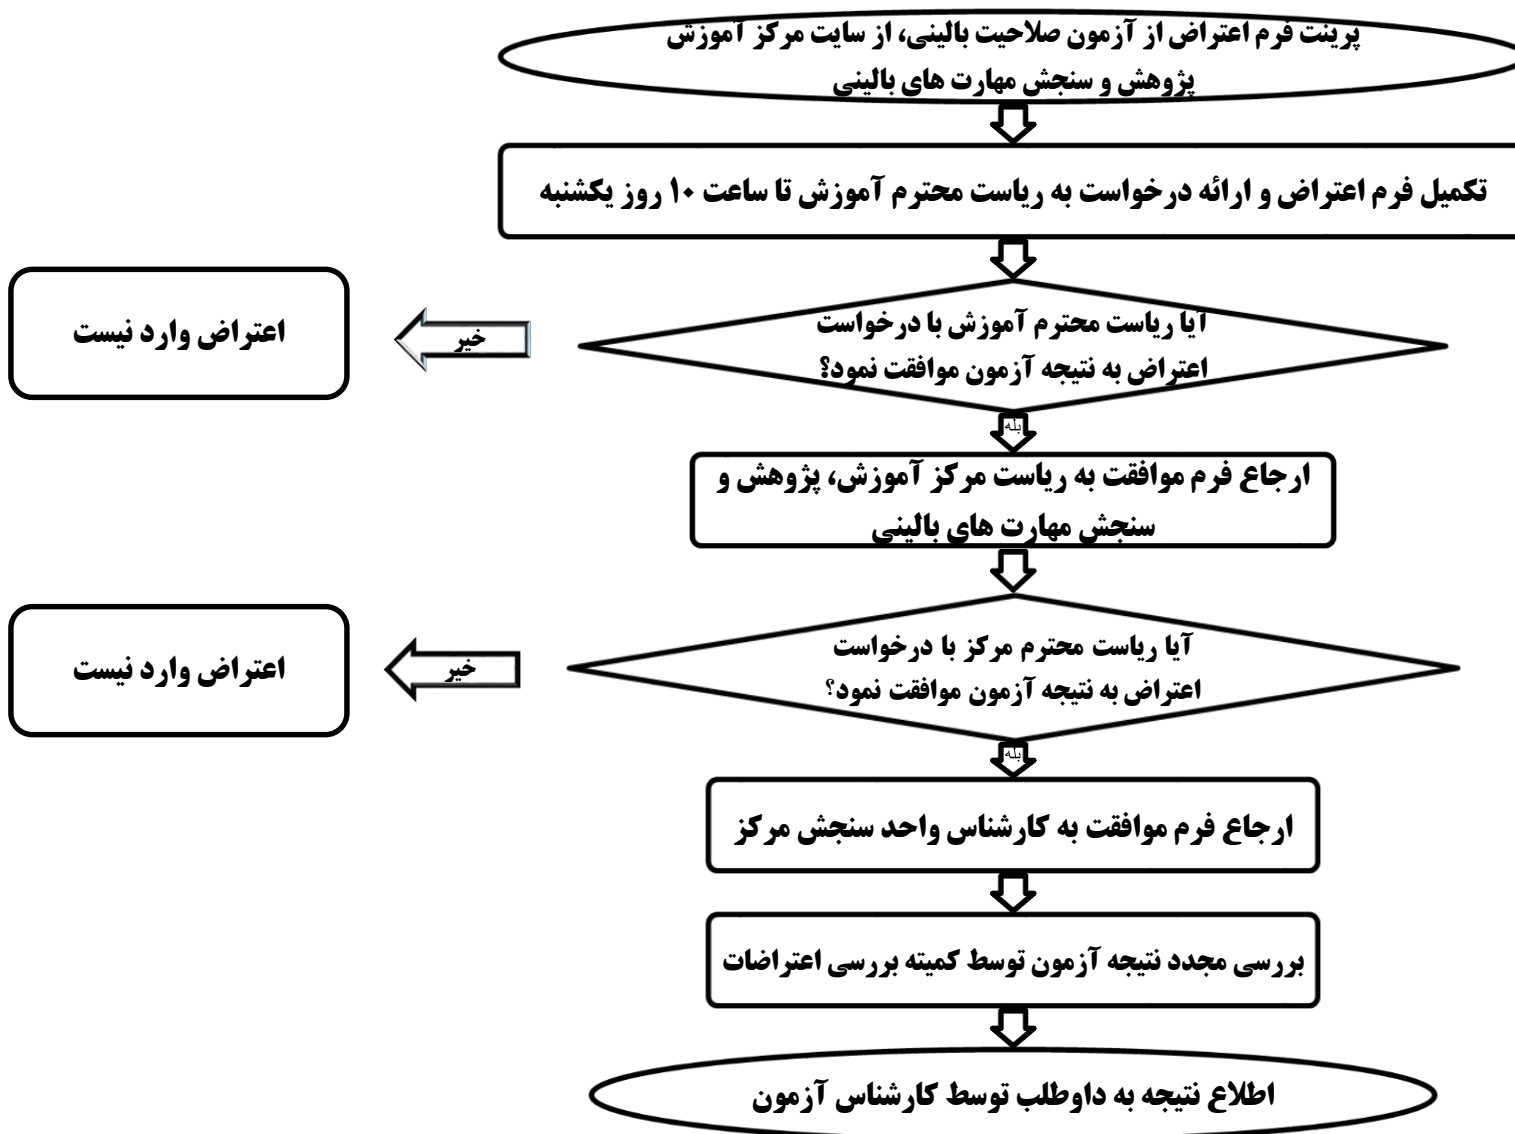 پرینت فرم اعتراض از آزمون صلاحیت بالینی، از سایت مرکز آموزش
پژوهش و سنجش مهارت های بالینی
تکمیل فرم اعتراض و ارائه درخواست به ریاست محترم آموزش تا ساعت ۱۰ روز یکشنبه
آیا ریاست محترم آموزش با درخواست
اعتراض به نتیجه آزمون موافقت نمود؟
خیر
اعتراض وارد نیست
بله
ارجاع فرم موافقت به ریاست مرکز آموزش، پژوهش و
سنجش مهارت های بالینی
آیا ریاست محترم مرکز با درخواست
اعتراض به نتیجه آزمون موافقت نمود؟
خیر
اعتراض وارد نیست
بله
ارجاع فرم موافقت به کارشناس واحد سنجش مرکز
بررسی مجدد نتیجه آزمون توسط کمیته بررسی اعتراضات
اطلاع نتیجه به داوطلب توسط کارشناس آزمون